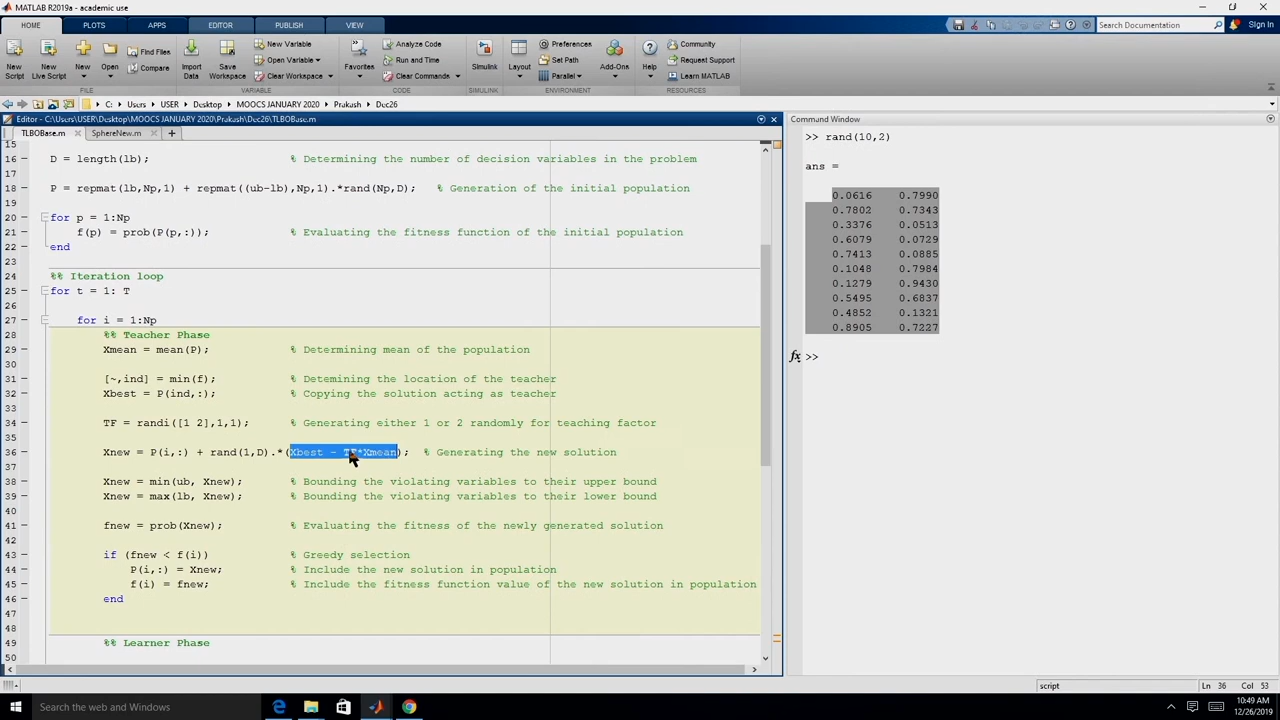 MATLAB R2019a - academic use
HOME PLOTS APPS EDITOR PUBLISH VIEW
Search Documentation Sign In
New Script
New Live Script
New
Open
Find Files
Compare
Import Data
Save Workspace
New Variable
Open Variable
Clear Workspace
Favorites
Analyze Code
Run and Time
Clear Commands
Simulink
Layout
Preferences
Set Path
Parallel
Add-Ons
Help
Community
Request Support
Learn MATLAB
FILE VARIABLE CODE SIMULINK ENVIRONMENT RESOURCES
C: Users USER Desktop MOOCS JANUARY 2020 Prakash Dec26
Editor - C:\Users\USER\Desktop\MOOCS JANUARY 2020\Prakash\Dec26\TLBOBase.m
TLBOBase.m SphereNew.m
15
16 D = length(lb); % Determining the number of decision variables in the problem
17
18 P = repmat(lb,Np,1) + repmat((ub-lb),Np,1).*rand(Np,D); % Generation of the initial population
19
20 for p = 1:Np
21 f(p) = prob(P(p,:)); % Evaluating the fitness function of the initial population
22 end
23
24 %% Iteration loop
25 for t = 1: T
26
27 for i = 1:Np
28 %% Teacher Phase
29 Xmean = mean(P); % Determining mean of the population
30
31 [~,ind] = min(f); % Detemining the location of the teacher
32 Xbest = P(ind,:); % Copying the solution acting as teacher
33
34 TF = randi([1 2],1,1); % Generating either 1 or 2 randomly for teaching factor
35
36 Xnew = P(i,:) + rand(1,D).*(Xbest - TF*Xmean); % Generating the new solution
37
38 Xnew = min(ub, Xnew); % Bounding the violating variables to their upper bound
39 Xnew = max(lb, Xnew); % Bounding the violating variables to their lower bound
40
41 fnew = prob(Xnew); % Evaluating the fitness of the newly generated solution
42
43 if (fnew < f(i)) % Greedy selection
44 P(i,:) = Xnew; % Include the new solution in population
45 f(i) = fnew; % Include the fitness function value of the new solution in population
46 end
47
48
49 %% Learner Phase
50
Command Window
>> rand(10,2)
ans =
0.0616 0.7990
0.7802 0.7343
0.3376 0.0513
0.6079 0.0729
0.7413 0.0885
0.1048 0.7984
0.1279 0.9430
0.5495 0.6837
0.4852 0.1321
0.8905 0.7227
fx >>
script Ln 36 Col 53
Search the web and Windows
10:49 AM
12/26/2019